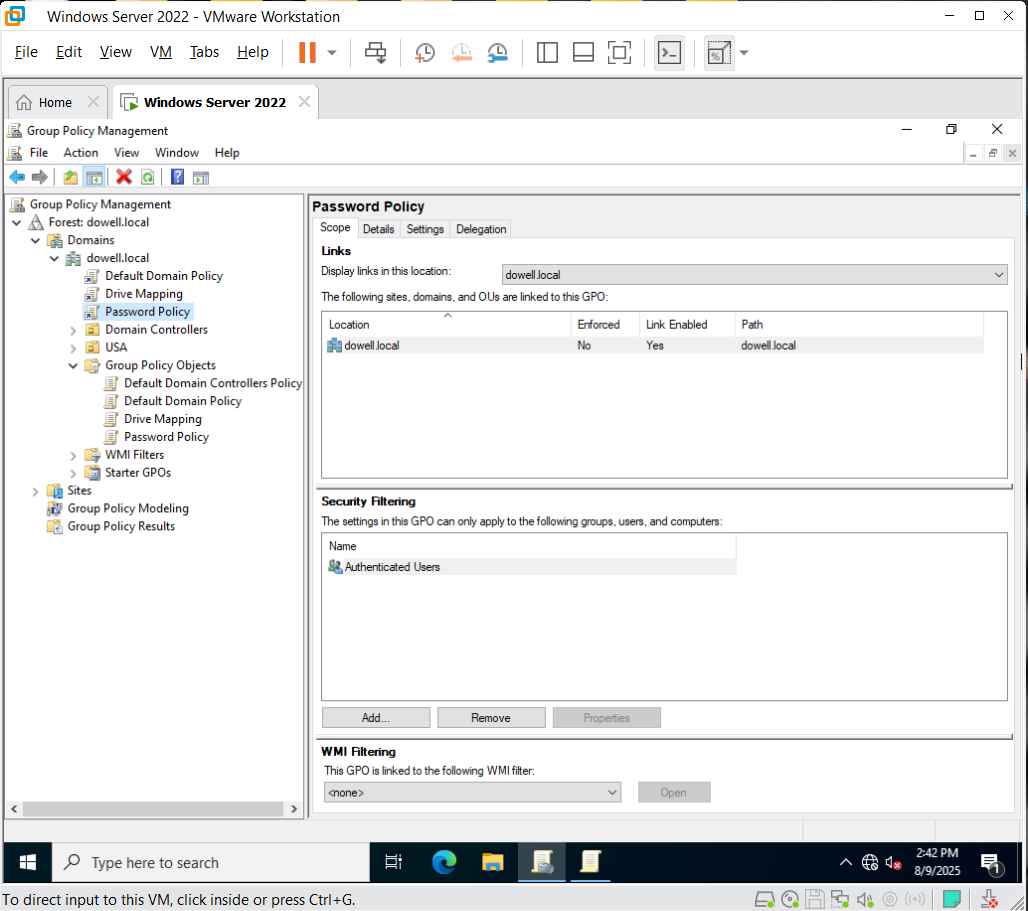 Windows Server 2022 - VMware Workstation
File Edit View VM Tabs Help
Home Windows Server 2022
Group Policy Management
File Action View Window Help
Group Policy Management
Forest: dowell.local
Domains
dowell.local
Default Domain Policy
Drive Mapping
Password Policy
Domain Controllers
USA
Group Policy Objects
Default Domain Controllers Policy
Default Domain Policy
Drive Mapping
Password Policy
WMI Filters
Starter GPOs
Sites
Group Policy Modeling
Group Policy Results
Password Policy
Scope Details Settings Delegation
Links
Display links in this location: dowell.local
The following sites, domains, and OUs are linked to this GPO:
Location Enforced Link Enabled Path
dowell.local No Yes dowell.local
Security Filtering
The settings in this GPO can only apply to the following groups, users, and computers:
Name
Authenticated Users
Add... Remove Properties
WMI Filtering
This GPO is linked to the following WMI filter:
<none> Open
Type here to search
2:42 PM
8/9/2025
1
To direct input to this VM, click inside or press Ctrl+G.